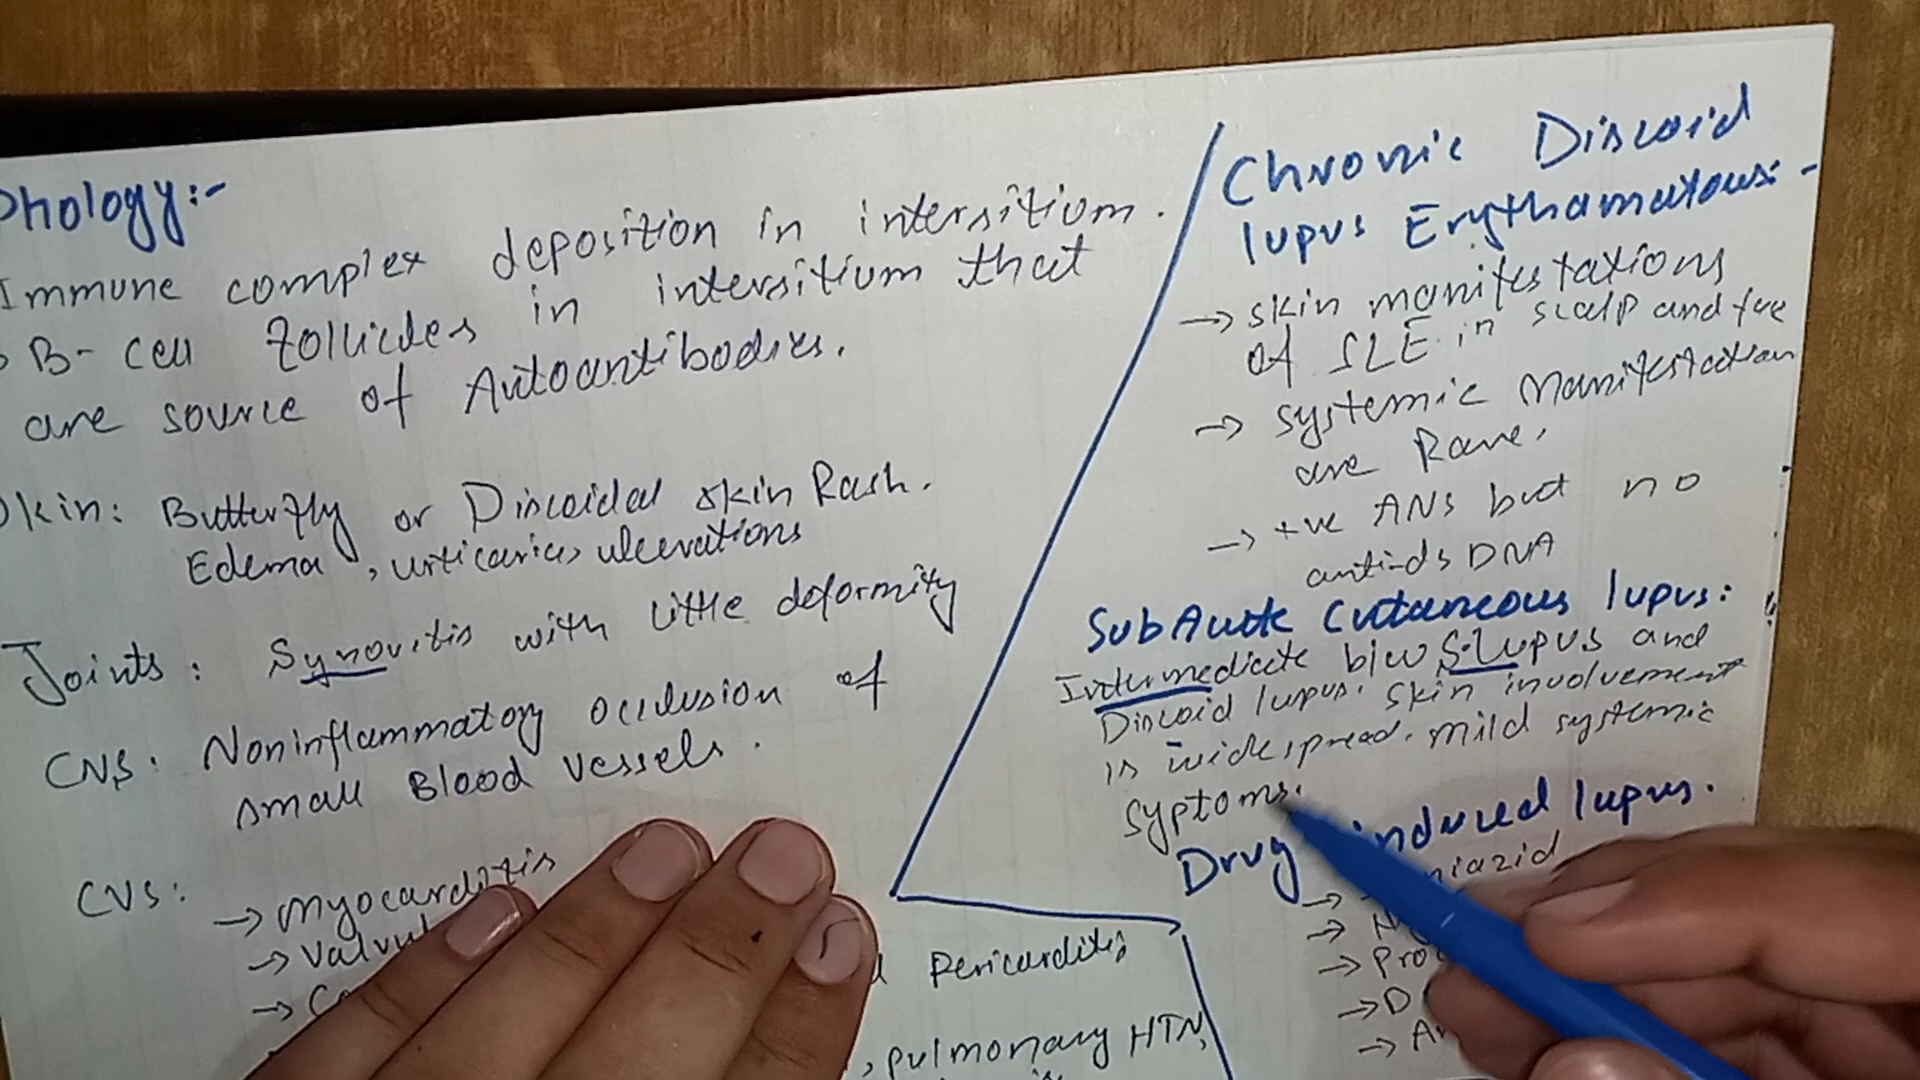 phology:-
Immune complex deposition in intersitium.
B-cell follicles in intersitium that
are source of Autoantibodies.
Skin: Butterfly or Discoidal skin Rash.
Edema, urticaria, ulcerations
Joints: Synovitis with little deformity
CNS: Noninflammatory occlusion of
small Blood vessels.
CVS: → Myocarditis
→ Valvul
→ C
Pericarditis,
, pulmonary HTN,
Chronic Discoid
lupus Erythamatous:-
→ skin manifestations
of SLE in scalp and
→ systemic Manifestation
are Rare.
→ +ve ANs but no
anti-ds DNA
SubAcute cutaneous lupus:
Intermediate b/w S.Lupus and
Discoid lupus. skin involvement
is widespread. mild systemic
syptoms.
Drug induced lupus.
→ niazid
→
→ Pro
→ D
→ A